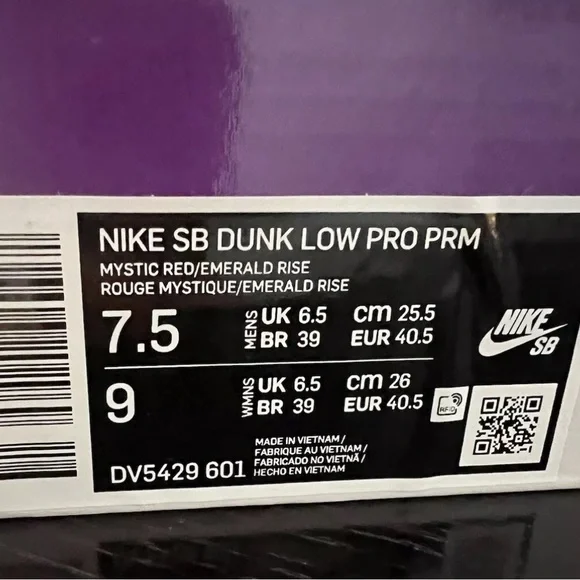 NIKE SB DUNK LOW PRO PRM
MYSTIC RED/EMERALD RISE
ROUGE MYSTIQUE/EMERALD RISE
7.5
MENS
UK 6.5 cm 25.5
BR 39 EUR 40.5
NIKE
SB
9
WMNS
UK 6.5 cm 26
BR 39 EUR 40.5
RFID
MADE IN VIETNAM /
FABRIQUE AU VIETNAM /
FABRICADO NO VIETNÃ /
DV5429 601 HECHO EN VIETNAM